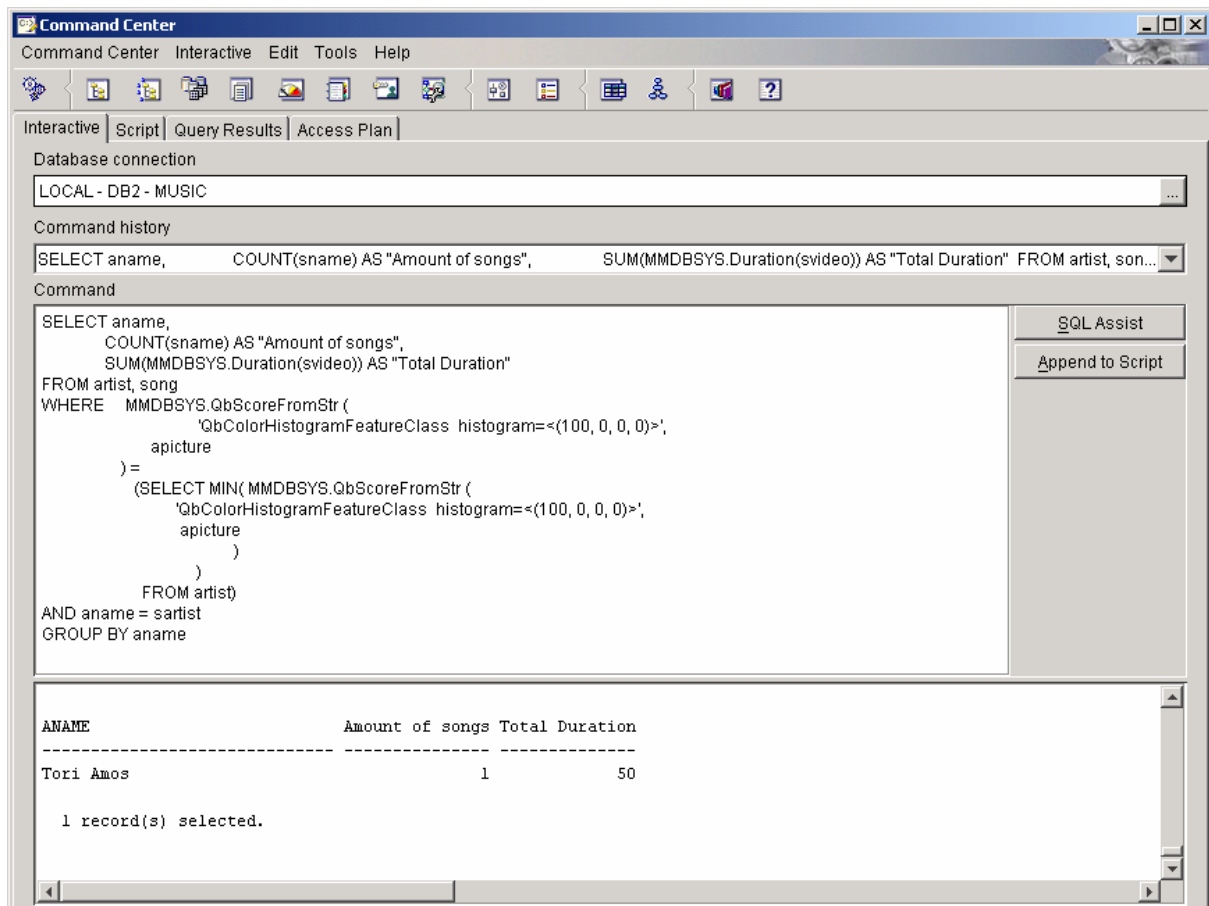 Command Center
Command Center Interactive Edit Tools Help
Interactive Script Query Results Access Plan
Database connection
LOCAL - DB2 - MUSIC ...
Command history
SELECT aname, COUNT(sname) AS "Amount of songs", SUM(MMDBSYS.Duration(svideo)) AS "Total Duration" FROM artist, son...
Command
SELECT aname,
COUNT(sname) AS "Amount of songs",
SUM(MMDBSYS.Duration(svideo)) AS "Total Duration"
FROM artist, song
WHERE MMDBSYS.QbScoreFromStr (
'QbColorHistogramFeatureClass histogram=<(100, 0, 0, 0)>',
apicture
) =
(SELECT MIN( MMDBSYS.QbScoreFromStr (
'QbColorHistogramFeatureClass histogram=<(100, 0, 0, 0)>',
apicture
)
)
FROM artist)
AND aname = sartist
GROUP BY aname
SQL Assist
Append to Script
ANAME Amount of songs Total Duration
------------------------------ --------------- --------------
Tori Amos 1 50
1 record(s) selected.